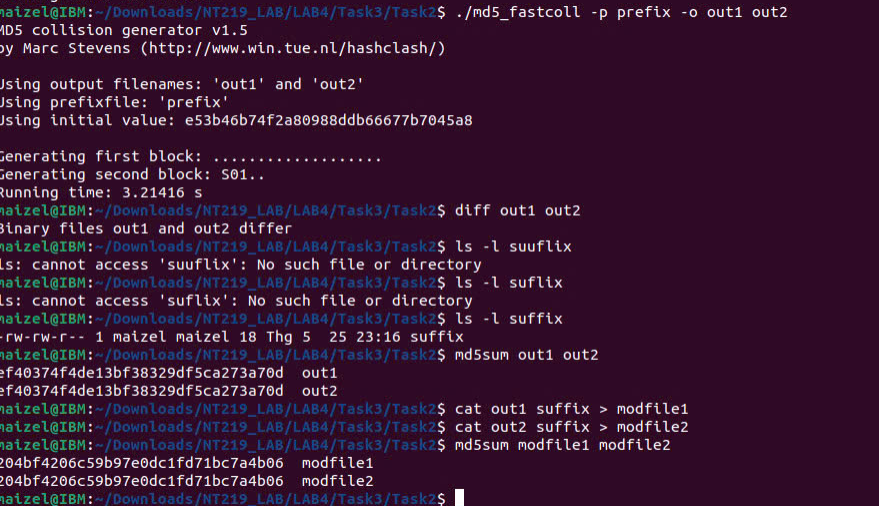 maizel@IBM:~/Downloads/NT219_LAB/LAB4/Task3/Task2$ ./md5_fastcoll -p prefix -o out1 out2
MD5 collision generator v1.5
by Marc Stevens (http://www.win.tue.nl/hashclash/)
Using output filenames: 'out1' and 'out2'
Using prefixfile: 'prefix'
Using initial value: e53b46b74f2a80988ddb66677b7045a8
Generating first block: ...................
Generating second block: S01..
Running time: 3.21416 s
maizel@IBM:~/Downloads/NT219_LAB/LAB4/Task3/Task2$ diff out1 out2
Binary files out1 and out2 differ
maizel@IBM:~/Downloads/NT219_LAB/LAB4/Task3/Task2$ ls -l suuflix
ls: cannot access 'suuflix': No such file or directory
maizel@IBM:~/Downloads/NT219_LAB/LAB4/Task3/Task2$ ls -l suflix
ls: cannot access 'suflix': No such file or directory
maizel@IBM:~/Downloads/NT219_LAB/LAB4/Task3/Task2$ ls -l suffix
-rw-rw-r-- 1 maizel maizel 18 Thg 5  25 23:16 suffix
maizel@IBM:~/Downloads/NT219_LAB/LAB4/Task3/Task2$ md5sum out1 out2
ef40374f4de13bf38329df5ca273a70d  out1
ef40374f4de13bf38329df5ca273a70d  out2
maizel@IBM:~/Downloads/NT219_LAB/LAB4/Task3/Task2$ cat out1 suffix > modfile1
maizel@IBM:~/Downloads/NT219_LAB/LAB4/Task3/Task2$ cat out2 suffix > modfile2
maizel@IBM:~/Downloads/NT219_LAB/LAB4/Task3/Task2$ md5sum modfile1 modfile2
204bf4206c59b97e0dc1fd71bc7a4b06  modfile1
204bf4206c59b97e0dc1fd71bc7a4b06  modfile2
maizel@IBM:~/Downloads/NT219_LAB/LAB4/Task3/Task2$